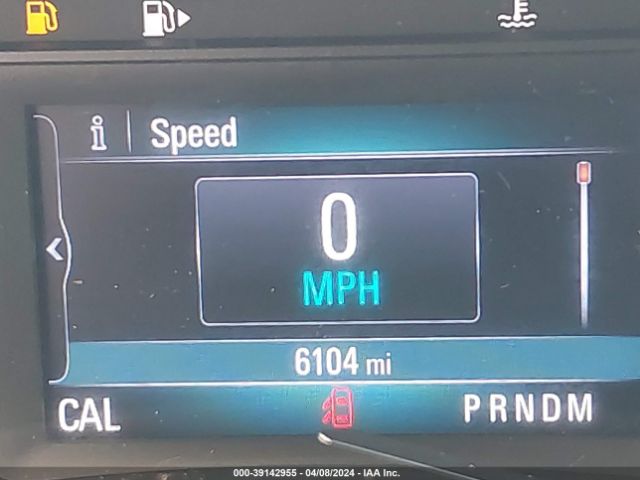 i Speed
0
MPH
6104 mi
CAL PRNDM
000-39142955 - 04/08/2024 - IAA Inc.